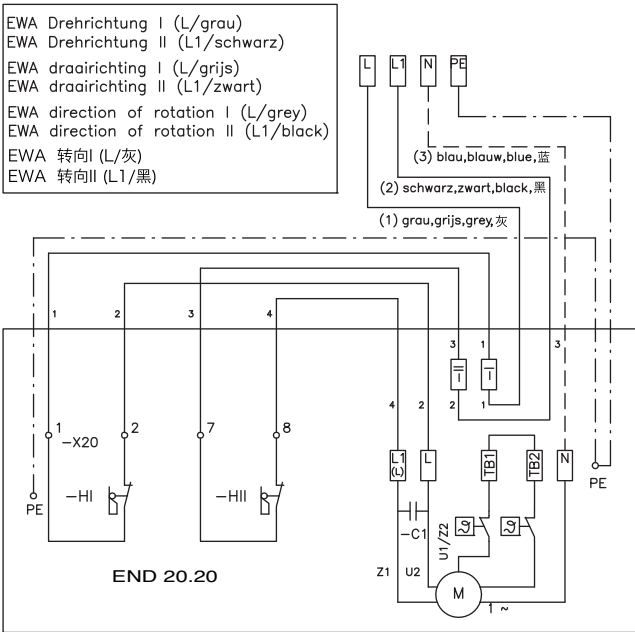 EWA Drehrichtung I (L/grau)
EWA Drehrichtung II (L1/schwarz)
EWA draairichting I (L/grijs)
EWA draairichting II (L1/zwart)
EWA direction of rotation I (L/grey)
EWA direction of rotation II (L1/black)
EWA 转向I (L/灰)
EWA 转向II (L1/黑)
L L1 N PE
(3) blau,blauw,blue,蓝
(2) schwarz,zwart,black,黑
(1) grau,grijs,grey,灰
1 2 3 4 3 1 3
-II -I
4 2 2 1
1 2 7 8
-X20
L1 (L) L TB1 TB2 N
PE
-HI -HII
PE
-C1
U1/Z2
END 20.20
Z1 U2
M
1 ~